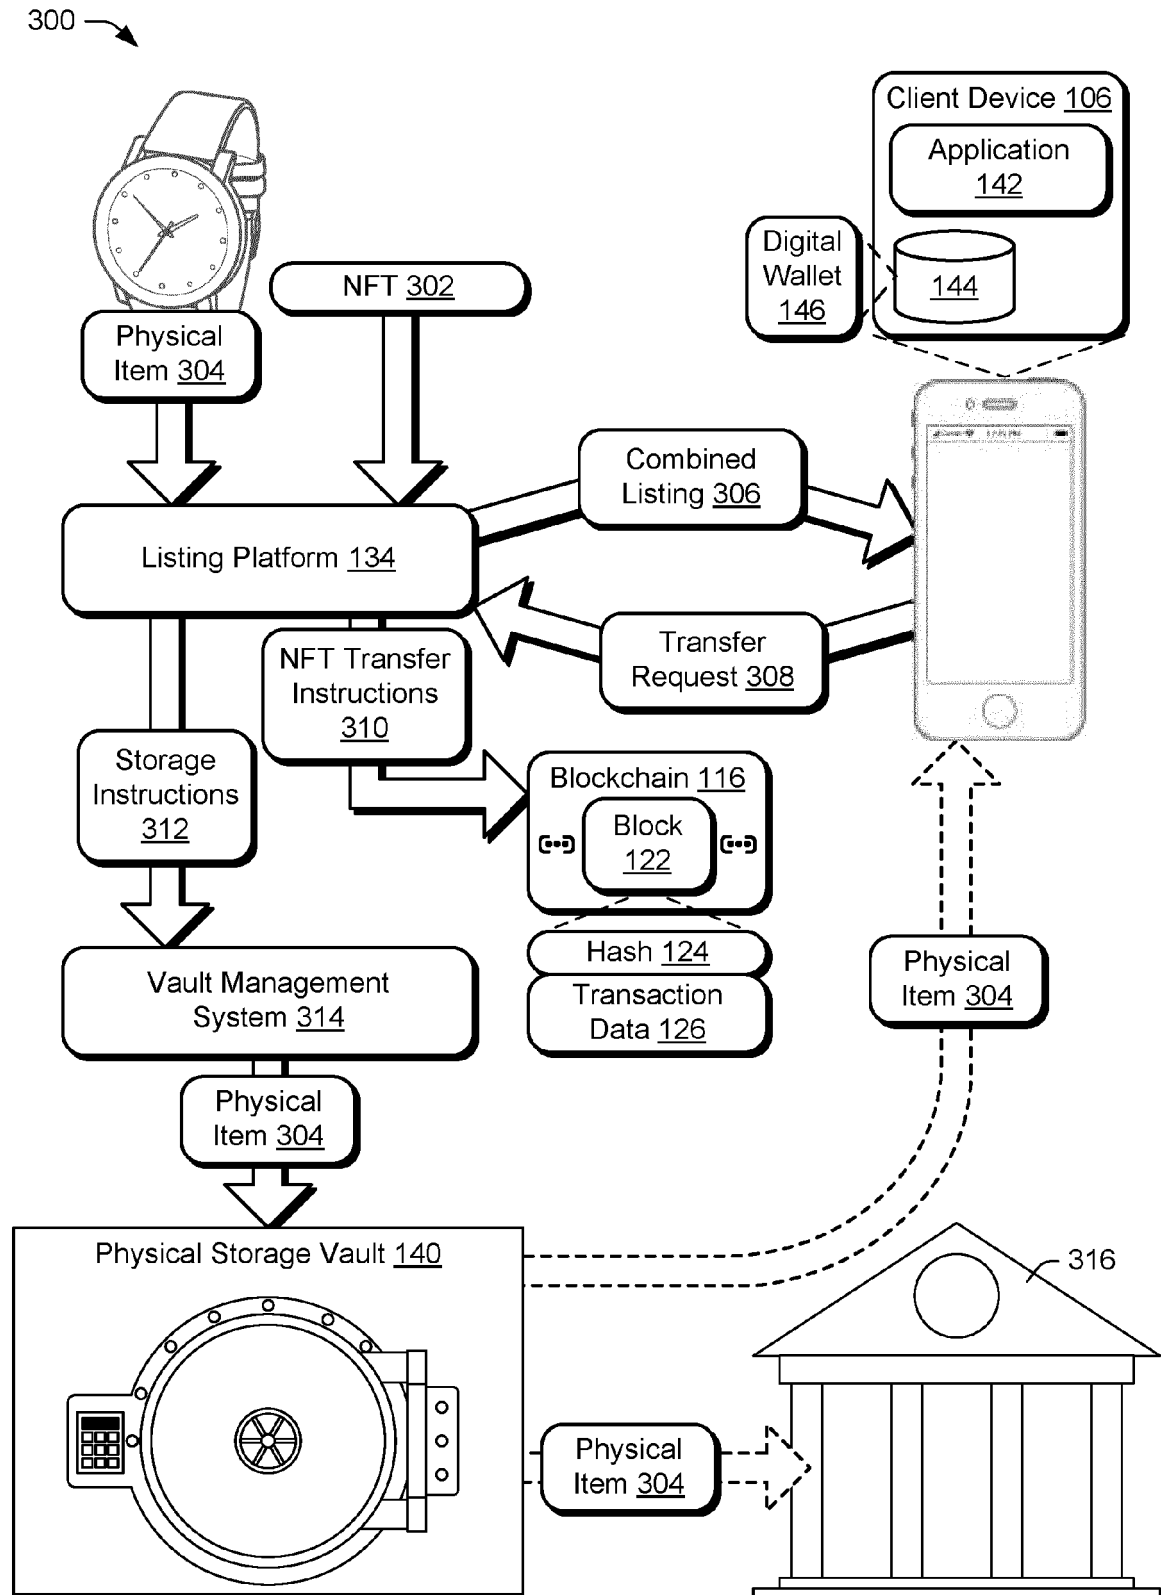 300
Client Device 106
Application
142
Digital
Wallet
146
144
NFT 302
Physical
Item 304
Combined
Listing 306
Listing Platform 134
Transfer
Request 308
NFT Transfer
Instructions
310
Storage
Instructions
312
Blockchain 116
Block
122
Hash 124
Transaction
Data 126
Vault Management
System 314
Physical
Item 304
Physical
Item 304
Physical Storage Vault 140
316
Physical
Item 304